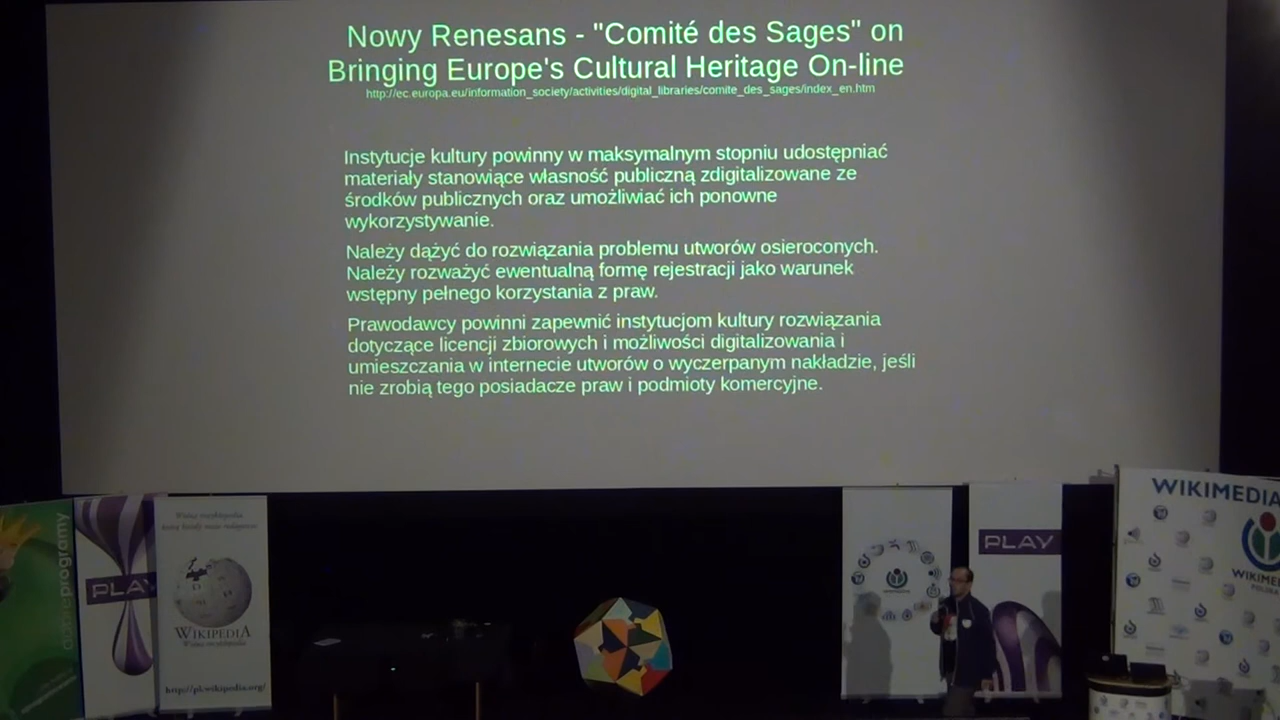 Nowy Renesans - "Comité des Sages" on
Bringing Europe's Cultural Heritage On-line
http://ec.europa.eu/information_society/activities/digital_libraries/comite_des_sages/index_en.htm
Instytucje kultury powinny w maksymalnym stopniu udostępniać
materiały stanowiące własność publiczną zdigitalizowane ze
środków publicznych oraz umożliwiać ich ponowne
wykorzystywanie.
Należy dążyć do rozwiązania problemu utworów osieroconych.
Należy rozważyć ewentualną formę rejestracji jako warunek
wstępny pełnego korzystania z praw.
Prawodawcy powinni zapewnić instytucjom kultury rozwiązania
dotyczące licencji zbiorowych i możliwości digitalizowania i
umieszczania w internecie utworów o wyczerpanym nakładzie, jeśli
nie zrobią tego posiadacze praw i podmioty komercyjne.
dobreprogramy
PLAY
WIKIPEDIA
Wolna encyklopedia
http://pl.wikipedia.org/
PLAY
WIKIMEDIA
WIKIME